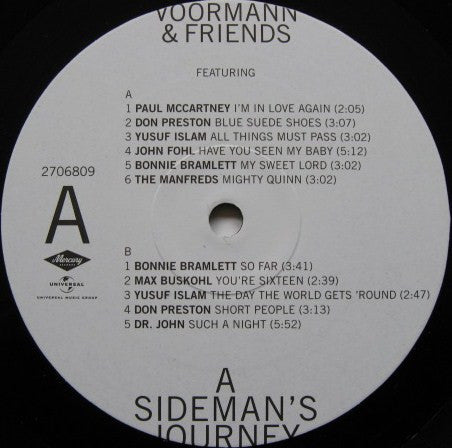 VOORMANN
& FRIENDS
FEATURING
A
1 PAUL MCCARTNEY I'M IN LOVE AGAIN (2:05)
2 DON PRESTON BLUE SUEDE SHOES (3:07)
3 YUSUF ISLAM ALL THINGS MUST PASS (3:02)
4 JOHN FOHL HAVE YOU SEEN MY BABY (5:12)
5 BONNIE BRAMLETT MY SWEET LORD (3:02)
6 THE MANFREDS MIGHTY QUINN (3:02)
2706809
A
Mercury
RECORDS
UNIVERSAL
UNIVERSAL MUSIC GROUP
B
1 BONNIE BRAMLETT SO FAR (3:41)
2 MAX BUSKOHL YOU'RE SIXTEEN (2:39)
3 YUSUF ISLAM THE DAY THE WORLD GETS 'ROUND (2:47)
4 DON PRESTON SHORT PEOPLE (3:13)
5 DR. JOHN SUCH A NIGHT (5:52)
A
SIDEMAN'S
JOURNEY